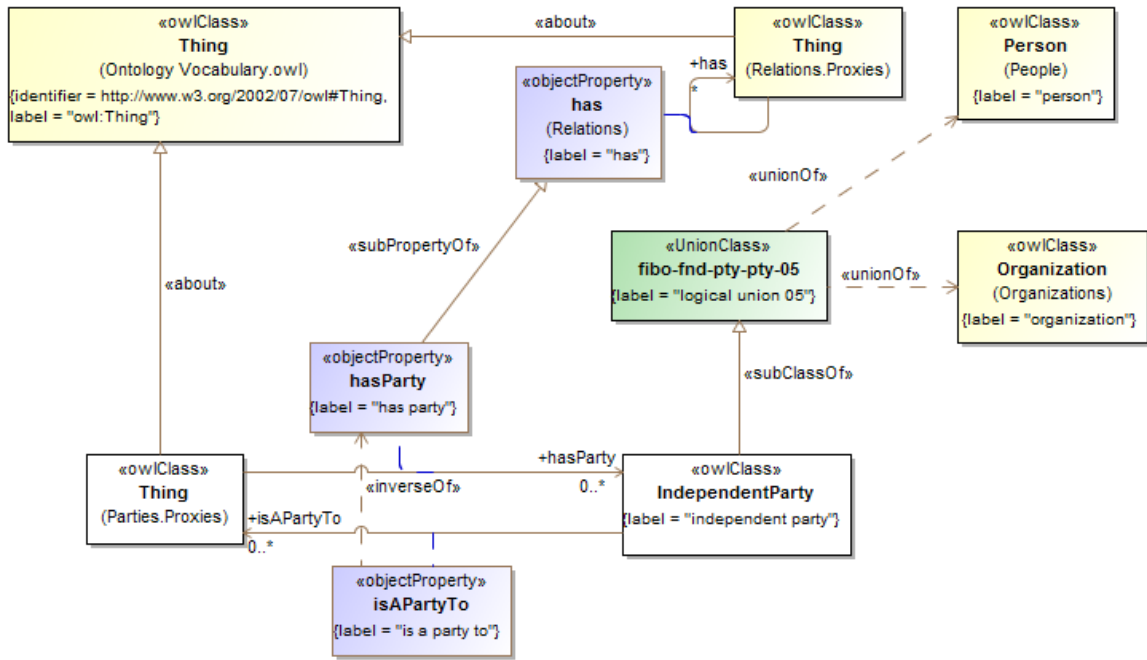 «owlClass»
Thing
(Ontology Vocabulary.owl)
{identifier = http://www.w3.org/2002/07/owl#Thing,
label = "owl:Thing"}
«about»
«owlClass»
Thing
(Relations.Proxies)
«owlClass»
Person
(People)
{label = "person"}
«objectProperty»
has
(Relations)
{label = "has"}
+has
*
«unionOf»
«subPropertyOf»
«UnionClass»
fibo-fnd-pty-pty-05
{label = "logical union 05"}
«unionOf»
«owlClass»
Organization
(Organizations)
{label = "organization"}
«about»
«objectProperty»
hasParty
{label = "has party"}
«subClassOf»
«owlClass»
Thing
(Parties.Proxies)
+hasParty
0..*
«inverseOf»
«owlClass»
IndependentParty
{label = "independent party"}
+isAPartyTo
0..*
«objectProperty»
isAPartyTo
{label = "is a party to"}